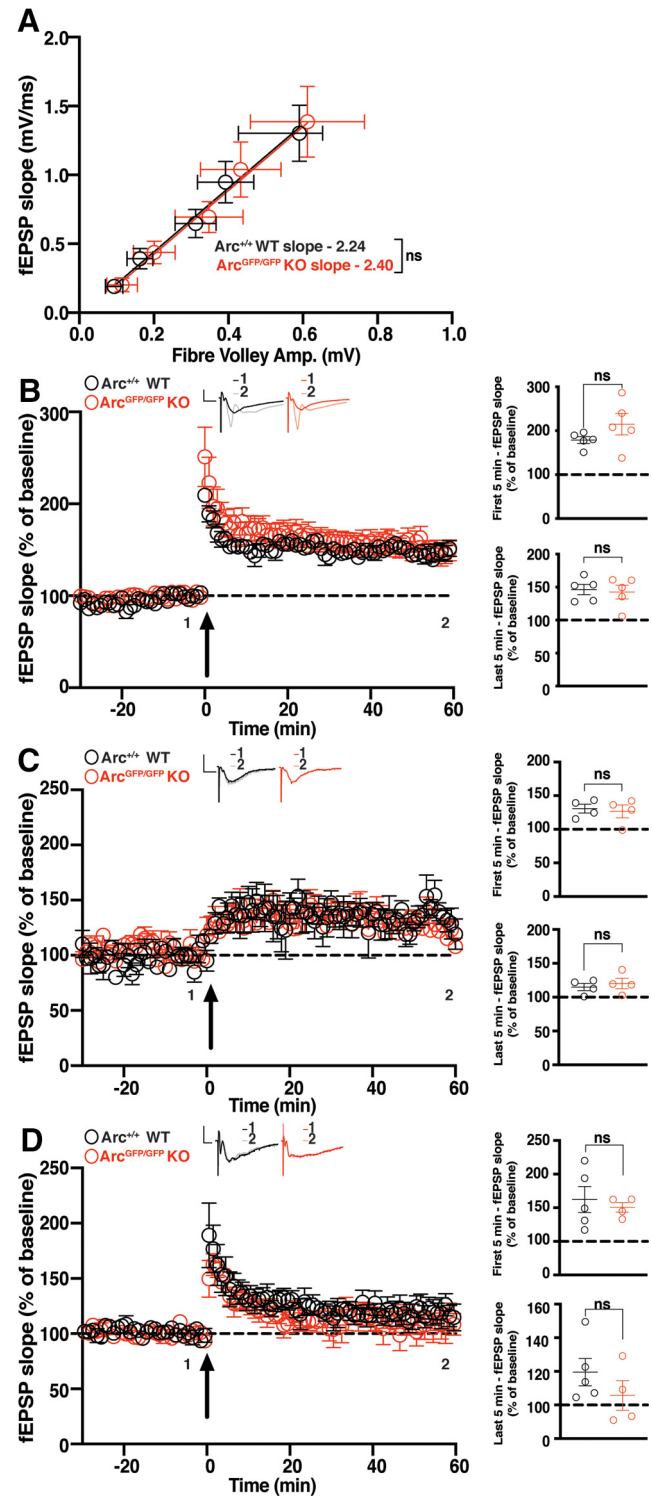 A
fEPSP slope (mV/ms)
2.0
1.5
1.0
0.5
0.0
Arc+/+ WT slope - 2.24
ArcGFP/GFP KO slope - 2.40
ns
0.0 0.2 0.4 0.6 0.8 1.0
Fibre Volley Amp. (mV)
B
Arc+/+ WT
ArcGFP/GFP KO
–1
–2
–1
–2
fEPSP slope (% of baseline)
300
200
100
0
1
2
-20 0 20 40 60
Time (min)
First 5 min - fEPSP slope
(% of baseline)
300
200
100
0
ns
Last 5 min - fEPSP slope
(% of baseline)
200
150
100
50
0
ns
C
Arc+/+ WT
ArcGFP/GFP KO
–1
–2
–1
–2
fEPSP slope (% of baseline)
250
200
150
100
50
0
1
2
-20 0 20 40 60
Time (min)
First 5 min - fEPSP slope
(% of baseline)
200
150
100
50
0
ns
Last 5 min - fEPSP slope
(% of baseline)
200
150
100
50
0
ns
D
Arc+/+ WT
ArcGFP/GFP KO
–1
–2
–1
–2
fEPSP slope (% of baseline)
250
200
150
100
50
0
1
2
-20 0 20 40 60
Time (min)
First 5 min - fEPSP slope
(% of baseline)
250
200
150
100
50
0
ns
Last 5 min - fEPSP slope
(% of baseline)
160
140
120
100
0
ns